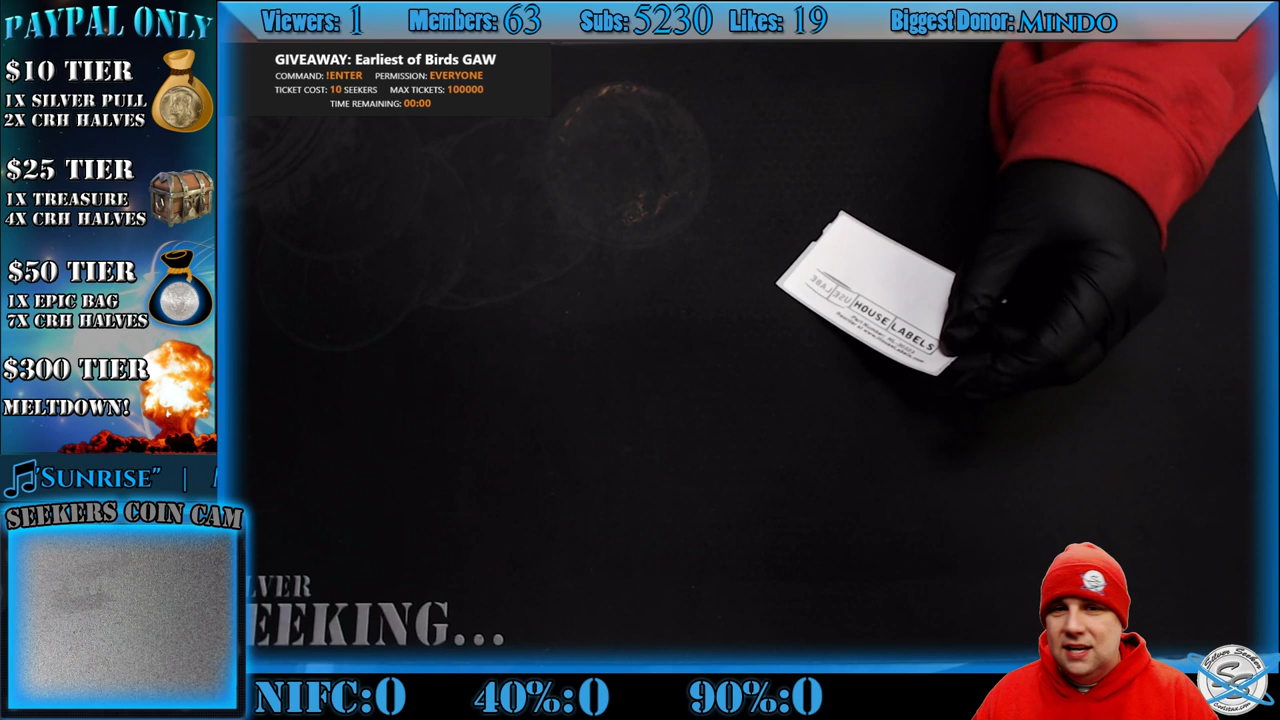 PAYPAL ONLY
$10 TIER
1X SILVER PULL
2X CRH HALVES
$25 TIER
1X TREASURE
4X CRH HALVES
$50 TIER
1X EPIC BAG
7X CRH HALVES
$300 TIER
MELTDOWN!
"SUNRISE" |
SEEKERS COIN CAM
Viewers: 1 Members: 63 Subs: 5230 Likes: 19 Biggest Donor: MINDO
GIVEAWAY: Earliest of Birds GAW
COMMAND: !ENTER PERMISSION: EVERYONE
TICKET COST: 10 SEEKERS MAX TICKETS: 100000
TIME REMAINING: 00:00
HOUSE LABELS
LVER
EEKING...
NIFC:0 40%:0 90%:0
Silver Seeker